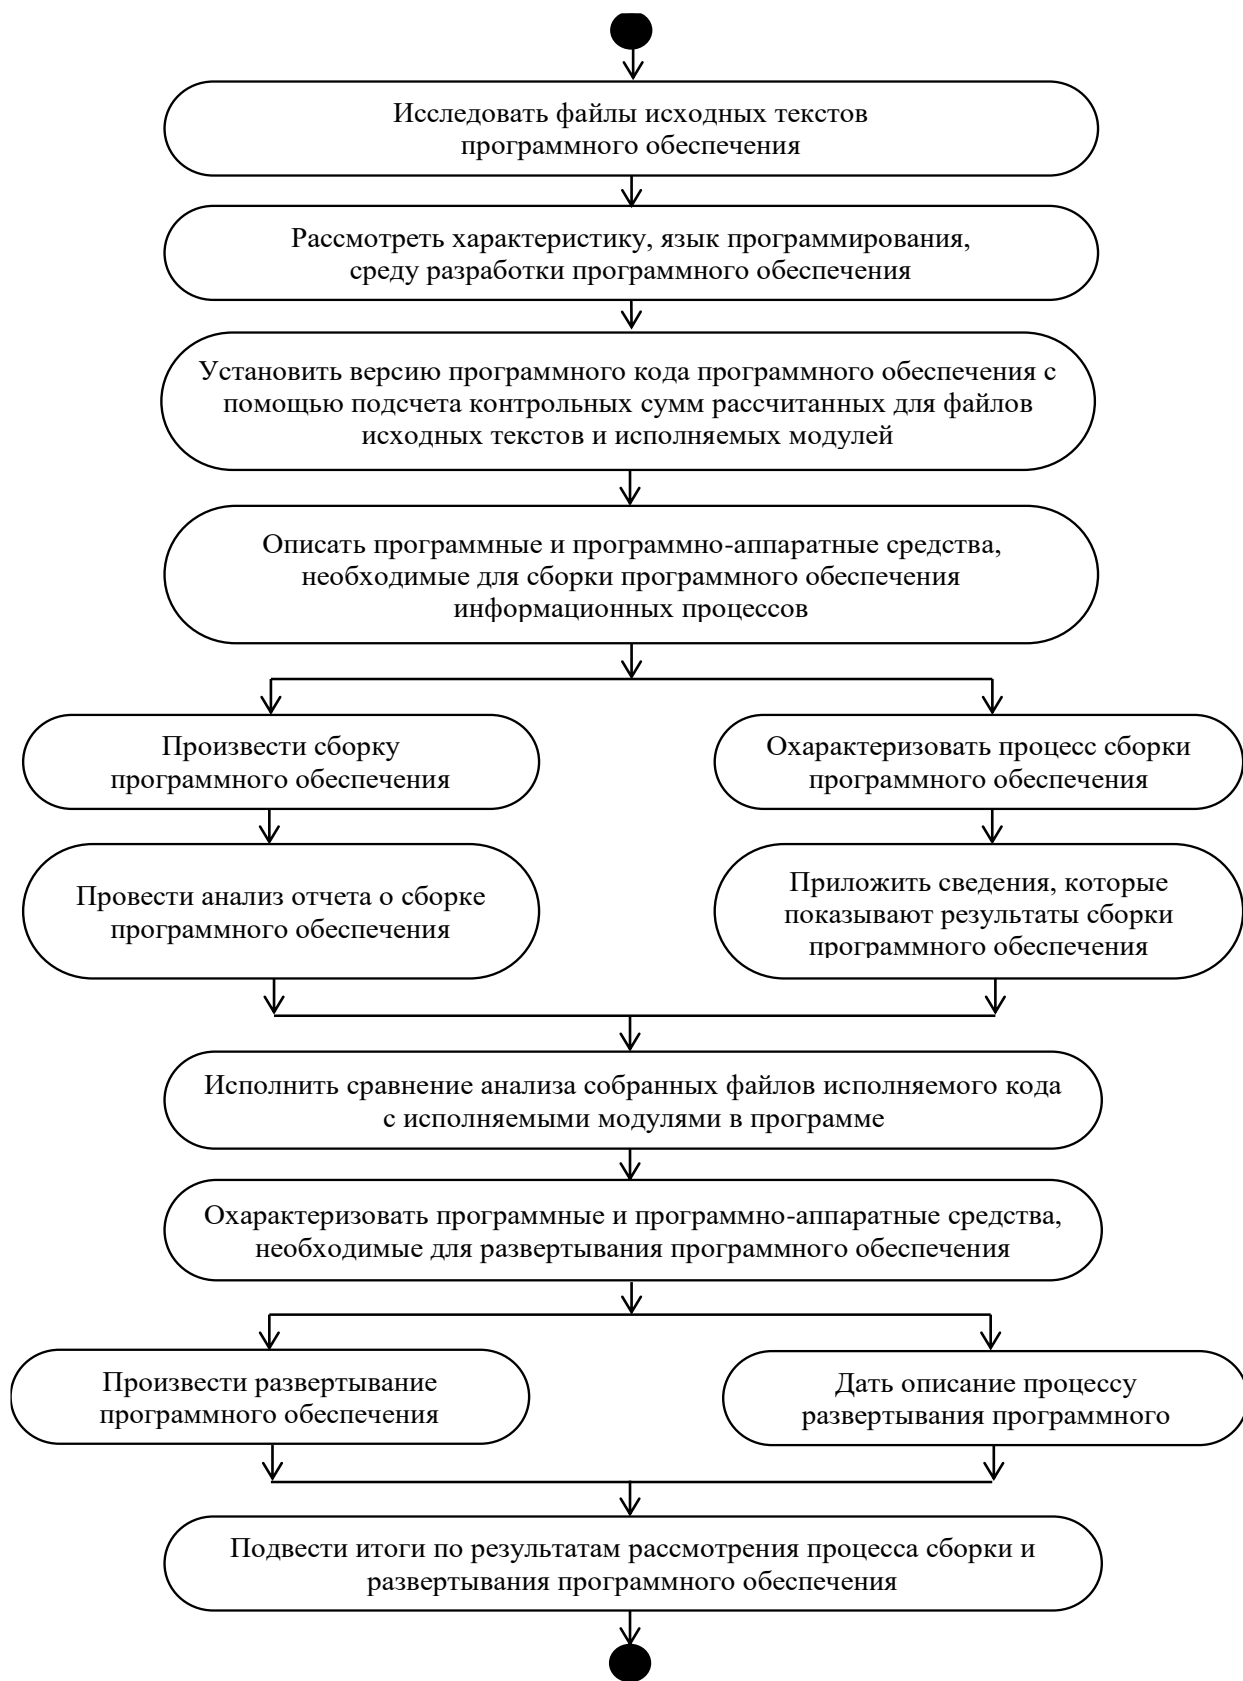 Исследовать файлы исходных текстов
программного обеспечения
Рассмотреть характеристику, язык программирования,
среду разработки программного обеспечения
Установить версию программного кода программного обеспечения с
помощью подсчета контрольных сумм рассчитанных для файлов
исходных текстов и исполняемых модулей
Описать программные и программно-аппаратные средства,
необходимые для сборки программного обеспечения
информационных процессов
Произвести сборку
программного обеспечения
Охарактеризовать процесс сборки
программного обеспечения
Провести анализ отчета о сборке
программного обеспечения
Приложить сведения, которые
показывают результаты сборки
программного обеспечения
Исполнить сравнение анализа собранных файлов исполняемого кода
с исполняемыми модулями в программе
Охарактеризовать программные и программно-аппаратные средства,
необходимые для развертывания программного обеспечения
Произвести развертывание
программного обеспечения
Дать описание процессу
развертывания программного
Подвести итоги по результатам рассмотрения процесса сборки и
развертывания программного обеспечения